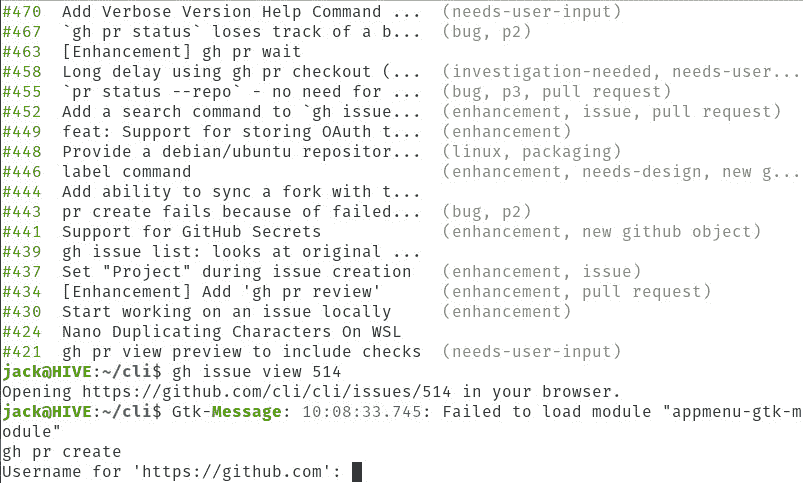 #470  Add Verbose Version Help Command ...  (needs-user-input)
#467  `gh pr status` loses track of a b...  (bug, p2)
#463  [Enhancement] gh pr wait
#458  Long delay using gh pr checkout (...  (investigation-needed, needs-user...
#455  `pr status --repo` - no need for ...  (bug, p3, pull request)
#452  Add a search command to `gh issue...  (enhancement, issue, pull request)
#449  feat: Support for storing OAuth t...  (enhancement)
#448  Provide a debian/ubuntu repositor...  (linux, packaging)
#446  label command                         (enhancement, needs-design, new g...
#444  Add ability to sync a fork with t...
#443  pr create fails because of failed...  (bug, p2)
#441  Support for GitHub Secrets            (enhancement, new github object)
#439  gh issue list: looks at original ...
#437  Set "Project" during issue creation   (enhancement, issue)
#434  [Enhancement] Add 'gh pr review'      (enhancement, pull request)
#430  Start working on an issue locally     (enhancement)
#424  Nano Duplicating Characters On WSL
#421  gh pr view preview to include checks  (needs-user-input)
jack@HIVE:~/cli$ gh issue view 514
Opening https://github.com/cli/cli/issues/514 in your browser.
jack@HIVE:~/cli$ Gtk-Message: 10:08:33.745: Failed to load module "appmenu-gtk-m
odule"
gh pr create
Username for 'https://github.com':